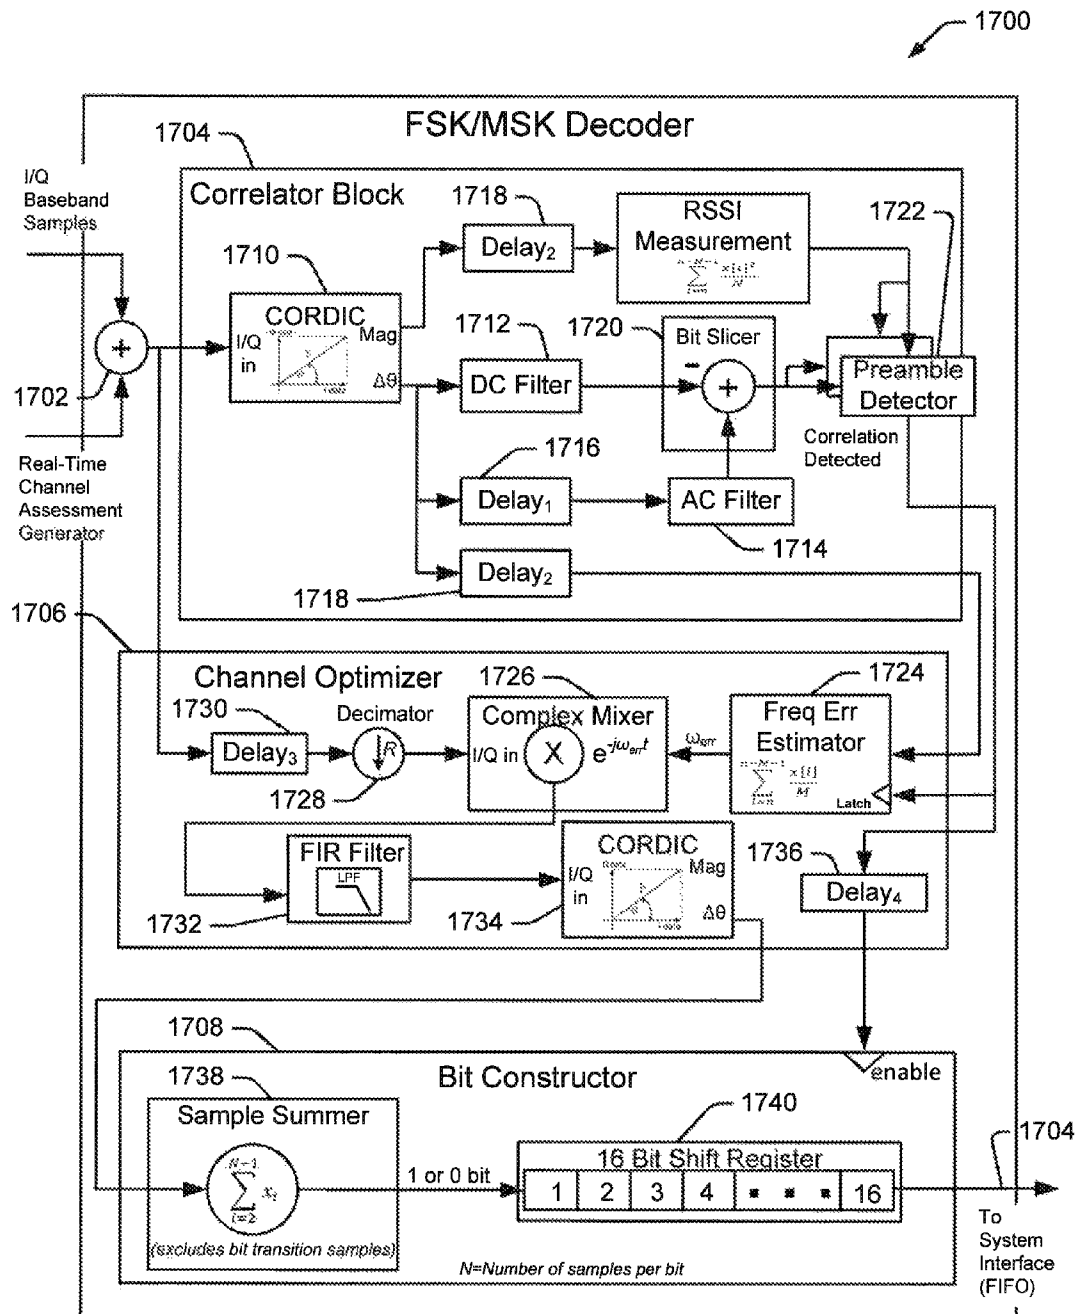 1700
FSK/MSK Decoder
1704
I/Q
Baseband
Samples
Correlator Block
1718
Delay2
RSSI
Measurement
1722
1710
CORDIC
Mag
I/Q
in
Δθ
1712
DC Filter
1720
Bit Slicer
-
+
Preamble
Detector
+
1702
Correlation
Detected
Real-Time
Channel
Assessment
Generator
1716
Delay1
AC Filter
1714
Delay2
1718
1706
Channel Optimizer
1726
1724
1730
Decimator
Complex Mixer
Freq Err
Estimator
Delay3
↓R
I/Q in
X
e^-jωerrt
ωerr
1728
Latch
FIR Filter
LPF
1732
CORDIC
I/Q
in
Mag
Δθ
1734
1736
Delay4
1708
Bit Constructor
enable
1738
Sample Summer
N-1
∑ xi
i=2
(excludes bit transition samples)
1 or 0 bit
1740
16 Bit Shift Register
1 2 3 4 ▪ ▪ ▪ 16
1704
N=Number of samples per bit
To
System
Interface
(FIFO)